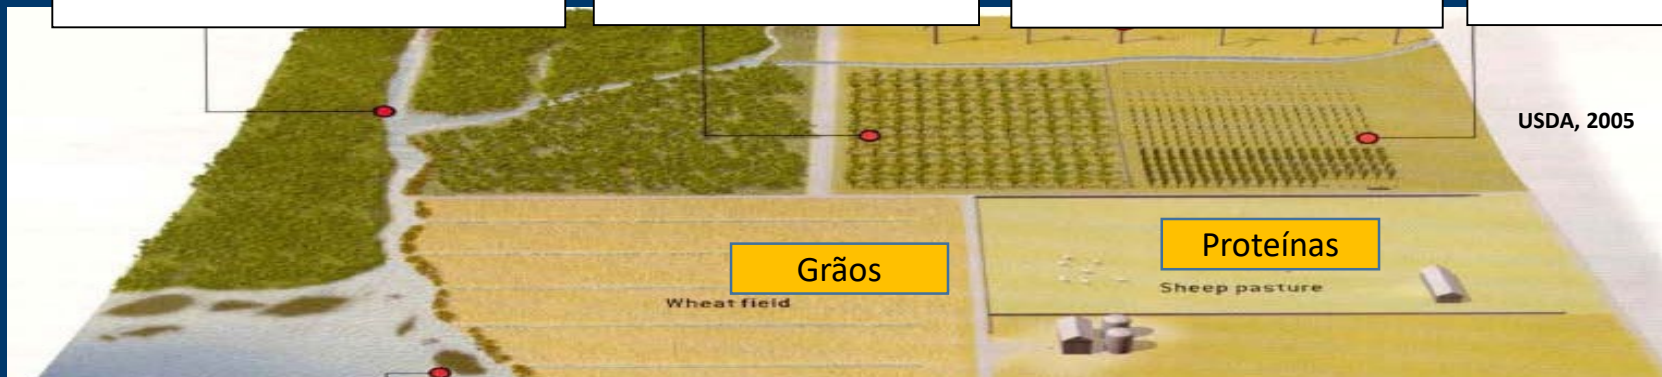 USDA, 2005
Proteínas
Grãos
Sheep pasture
Wheat field